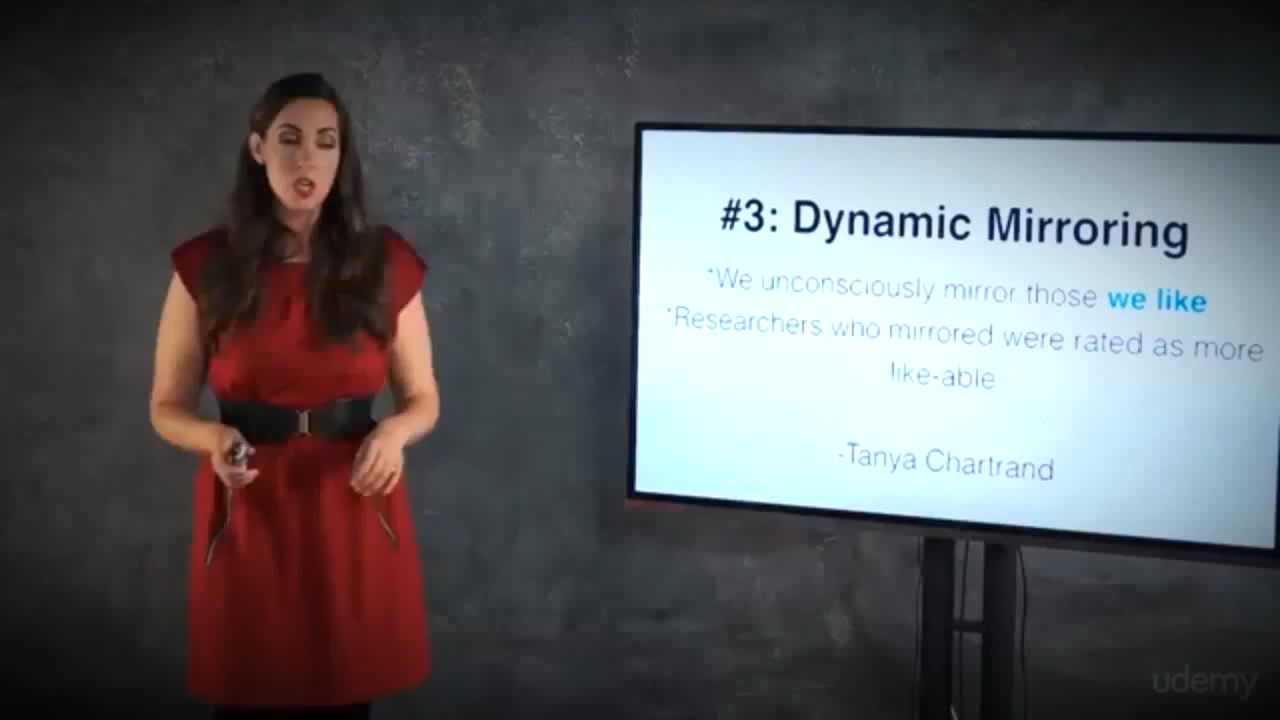 #3: Dynamic Mirroring
*We unconsciously mirror those we like
*Researchers who mirrored were rated as more
like-able
-Tanya Chartrand
udemy